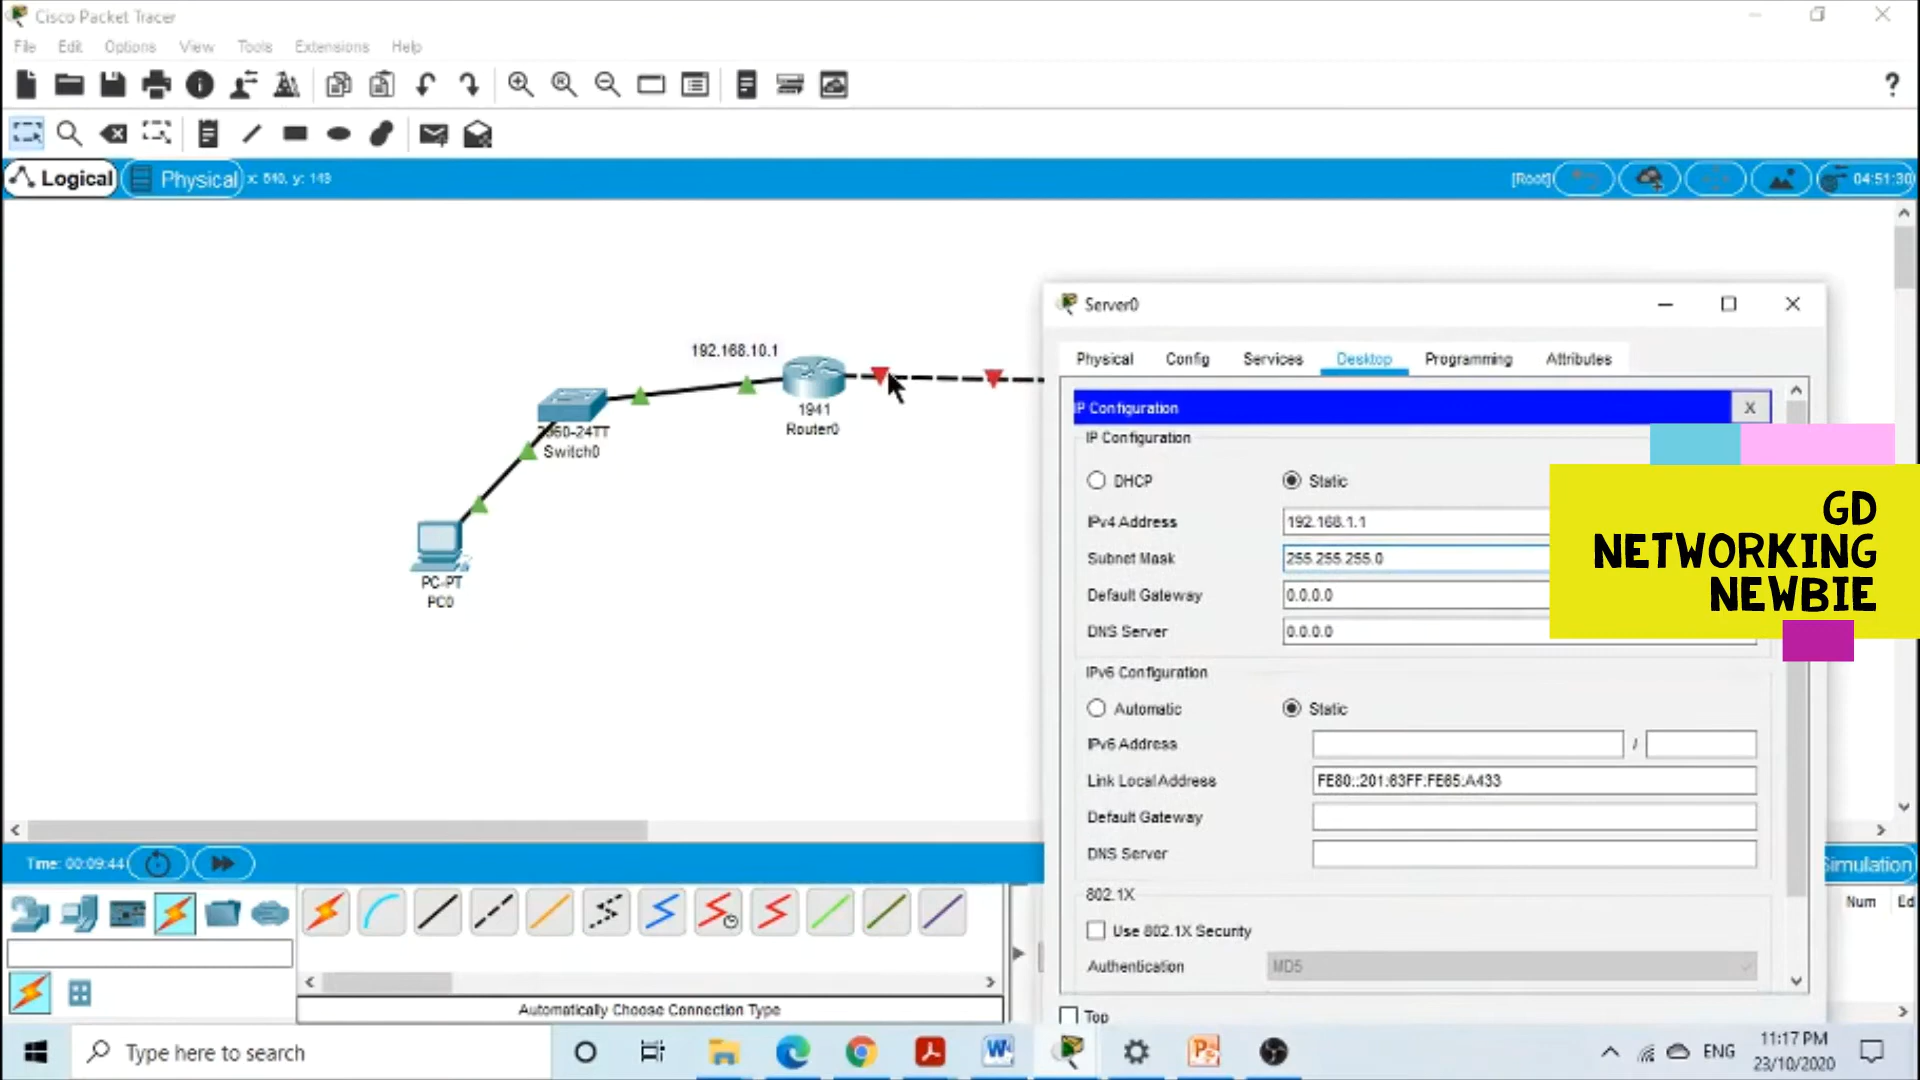 Cisco Packet Tracer
File Edit Options View Tools Extensions Help
?
Logical Physical x: 640, y: 149 [Root] 04:51:30
Server0
Physical Config Services Desktop Programming Attributes
IP Configuration X
IP Configuration
DHCP Static
IPv4 Address 192.168.1.1
Subnet Mask 255.255.255.0
Default Gateway 0.0.0.0
DNS Server 0.0.0.0
IPv6 Configuration
Automatic Static
IPv6 Address /
Link Local Address FE80::201:63FF:FE65:A433
Default Gateway
DNS Server
802.1X
Use 802.1X Security
Authentication MD5
Top
192.168.10.1
1941
Router0
2960-24TT
Switch0
PC-PT
PC0
GD
NETWORKING
NEWBIE
Time: 00:09:44 Simulation
Num Ed
Automatically Choose Connection Type
Type here to search
ENG
11:17 PM
23/10/2020